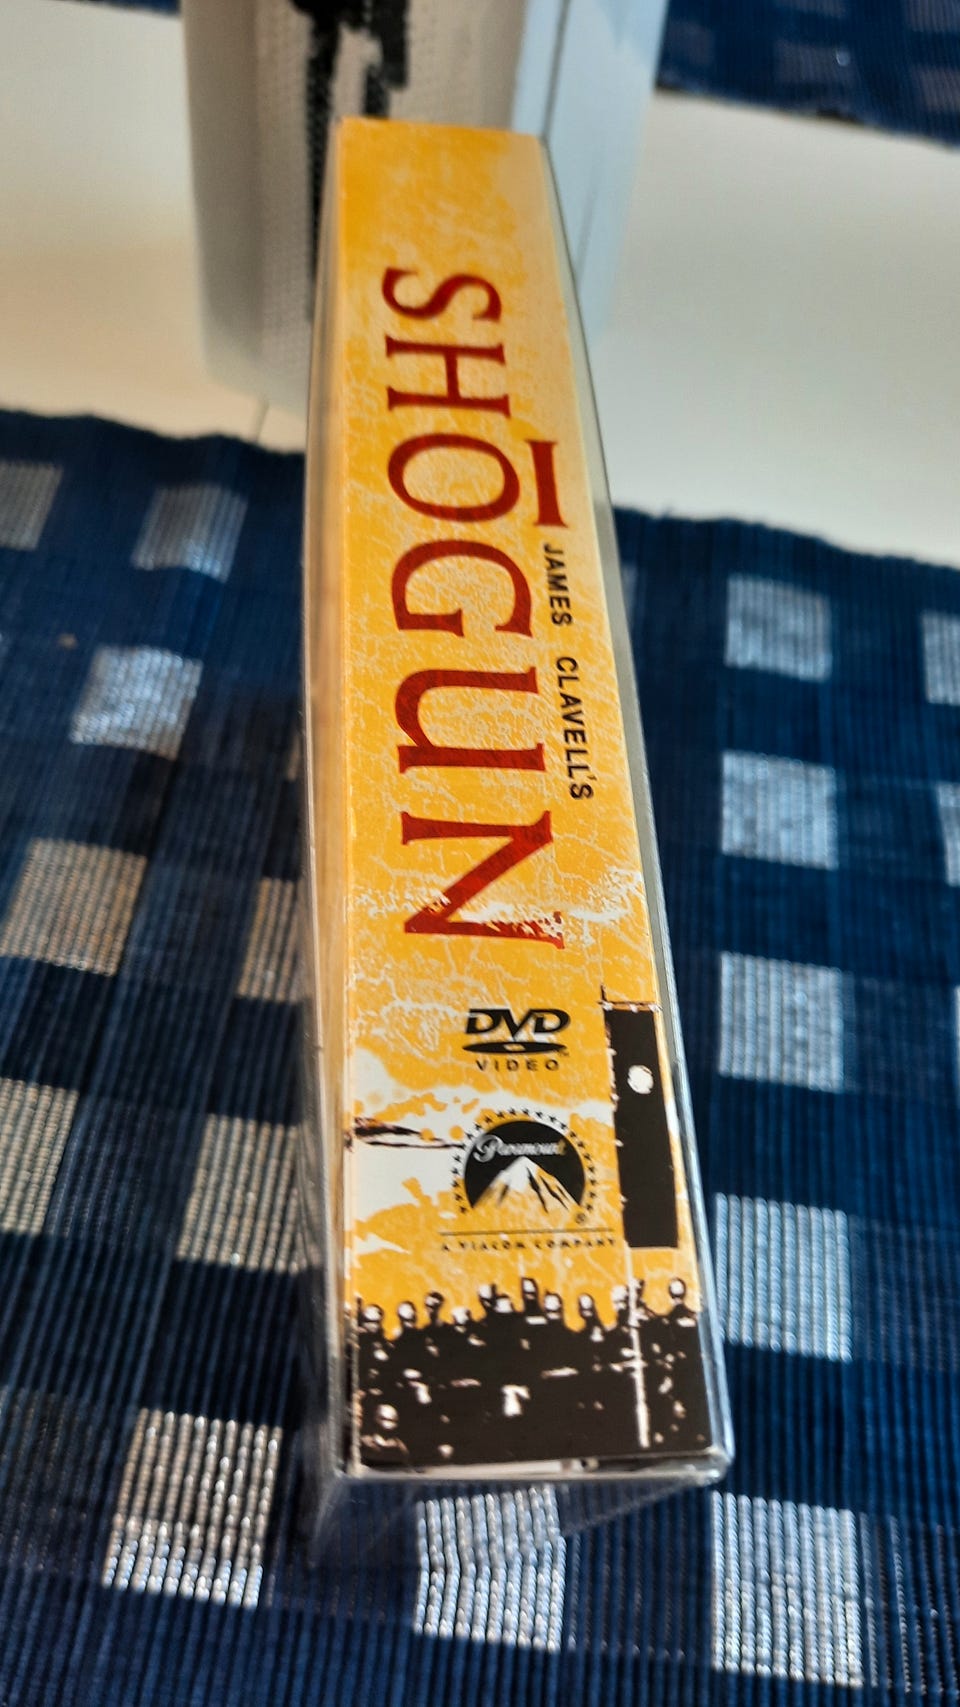 JAMES CLAVELL'S
SHŌGUN
DVD
VIDEO
Paramount
A VIACOM COMPANY